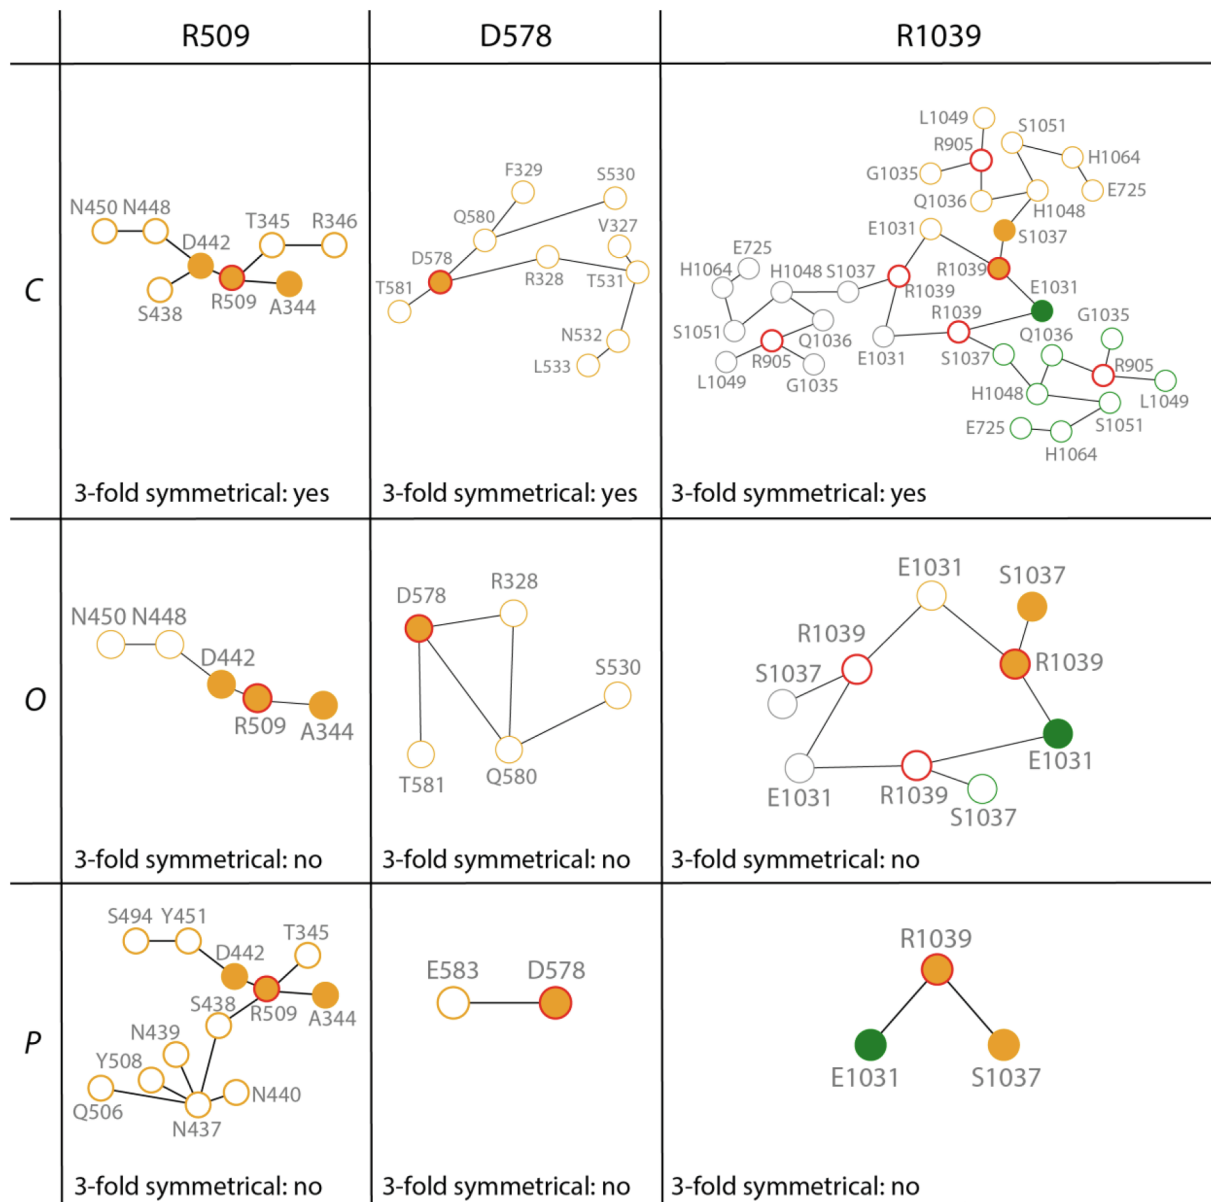 R509
D578
R1039
C
N450
N448
T345
R346
D442
S438
R509
A344
3-fold symmetrical: yes
F329
S530
Q580
V327
D578
R328
T531
T581
N532
L533
3-fold symmetrical: yes
L1049
S1051
R905
H1064
G1035
E725
Q1036
H1048
E1031
S1037
E725
H1064
H1048
S1037
R1039
R1039
E1031
R1039
G1035
S1051
Q1036
Q1036
R905
E1031
S1037
R905
L1049
G1035
H1048
L1049
E725
S1051
H1064
3-fold symmetrical: yes
O
N450
N448
D442
R509
A344
3-fold symmetrical: no
D578
R328
S530
T581
Q580
3-fold symmetrical: no
E1031
S1037
R1039
S1037
R1039
E1031
E1031
R1039
S1037
3-fold symmetrical: no
P
S494
Y451
T345
D442
S438
R509
A344
N439
Y508
Q506
N440
N437
3-fold symmetrical: no
E583
D578
3-fold symmetrical: no
R1039
E1031
S1037
3-fold symmetrical: no